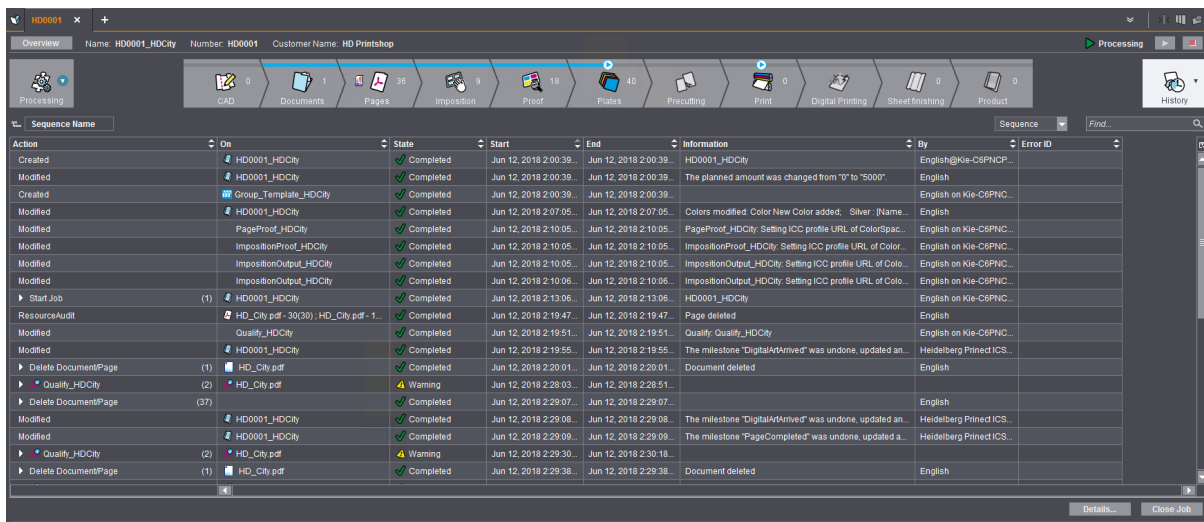 HD0001 × +
Overview Name: HD0001_HDCity Number: HD0001 Customer Name: HD Printshop Processing
Processing CAD 0 Documents 1 Pages 36 Imposition 9 Proof 18 Plates 40 Precutting Print 0 Digital Printing Sheet finishing 0 Product 0 History
Sequence Name Sequence Find...
Action On State Start End Information By Error ID
Created HD0001_HDCity Completed Jun 12, 2018 2:00:39... Jun 12, 2018 2:00:39... HD0001_HDCity English@Kie-C6PNCP...
Modified HD0001_HDCity Completed Jun 12, 2018 2:00:39... Jun 12, 2018 2:00:39... The planned amount was changed from "0" to "5000". English
Created Group_Template_HDCity Completed Jun 12, 2018 2:00:39... Jun 12, 2018 2:00:39... English on Kie-C6PNC...
Modified HD0001_HDCity Completed Jun 12, 2018 2:07:05... Jun 12, 2018 2:07:05... Colors modified: Color New Color added; Silver : [Name... English
Modified PageProof_HDCity Completed Jun 12, 2018 2:10:05... Jun 12, 2018 2:10:05... PageProof_HDCity: Setting ICC profile URL of ColorSpac... English on Kie-C6PNC...
Modified ImpositionProof_HDCity Completed Jun 12, 2018 2:10:05... Jun 12, 2018 2:10:05... ImpositionProof_HDCity: Setting ICC profile URL of Color... English on Kie-C6PNC...
Modified ImpositionOutput_HDCity Completed Jun 12, 2018 2:10:05... Jun 12, 2018 2:10:05... ImpositionOutput_HDCity: Setting ICC profile URL of Colo... English on Kie-C6PNC...
Modified ImpositionOutput_HDCity Completed Jun 12, 2018 2:10:06... Jun 12, 2018 2:10:06... ImpositionOutput_HDCity: Setting ICC profile URL of Colo... English on Kie-C6PNC...
Start Job (1) HD0001_HDCity Completed Jun 12, 2018 2:13:06... Jun 12, 2018 2:13:06... HD0001_HDCity English on Kie-C6PNC...
ResourceAudit HD_City.pdf - 30(30) ; HD_City.pdf - 1... Completed Jun 12, 2018 2:19:47... Jun 12, 2018 2:19:47... Page deleted English
Modified Qualify_HDCity Completed Jun 12, 2018 2:19:51... Jun 12, 2018 2:19:51... Qualify: Qualify_HDCity English on Kie-C6PNC...
Modified HD0001_HDCity Completed Jun 12, 2018 2:19:55... Jun 12, 2018 2:19:55... The milestone "DigitalArtArrived" was undone, updated an... Heidelberg Prinect ICS...
Delete Document/Page (1) HD_City.pdf Completed Jun 12, 2018 2:20:01... Jun 12, 2018 2:20:01... Document deleted English
Qualify_HDCity (2) HD_City.pdf Warning Jun 12, 2018 2:28:03... Jun 12, 2018 2:28:51...
Delete Document/Page (37) Completed Jun 12, 2018 2:29:07... Jun 12, 2018 2:29:07... English
Modified HD0001_HDCity Completed Jun 12, 2018 2:29:08... Jun 12, 2018 2:29:08... The milestone "DigitalArtArrived" was undone, updated an... Heidelberg Prinect ICS...
Modified HD0001_HDCity Completed Jun 12, 2018 2:29:09... Jun 12, 2018 2:29:09... The milestone "PageCompleted" was undone, updated a... Heidelberg Prinect ICS...
Qualify_HDCity (2) HD_City.pdf Warning Jun 12, 2018 2:29:30... Jun 12, 2018 2:30:18...
Delete Document/Page (1) HD_City.pdf Completed Jun 12, 2018 2:29:38... Jun 12, 2018 2:29:38... Document deleted English
Details... Close Job